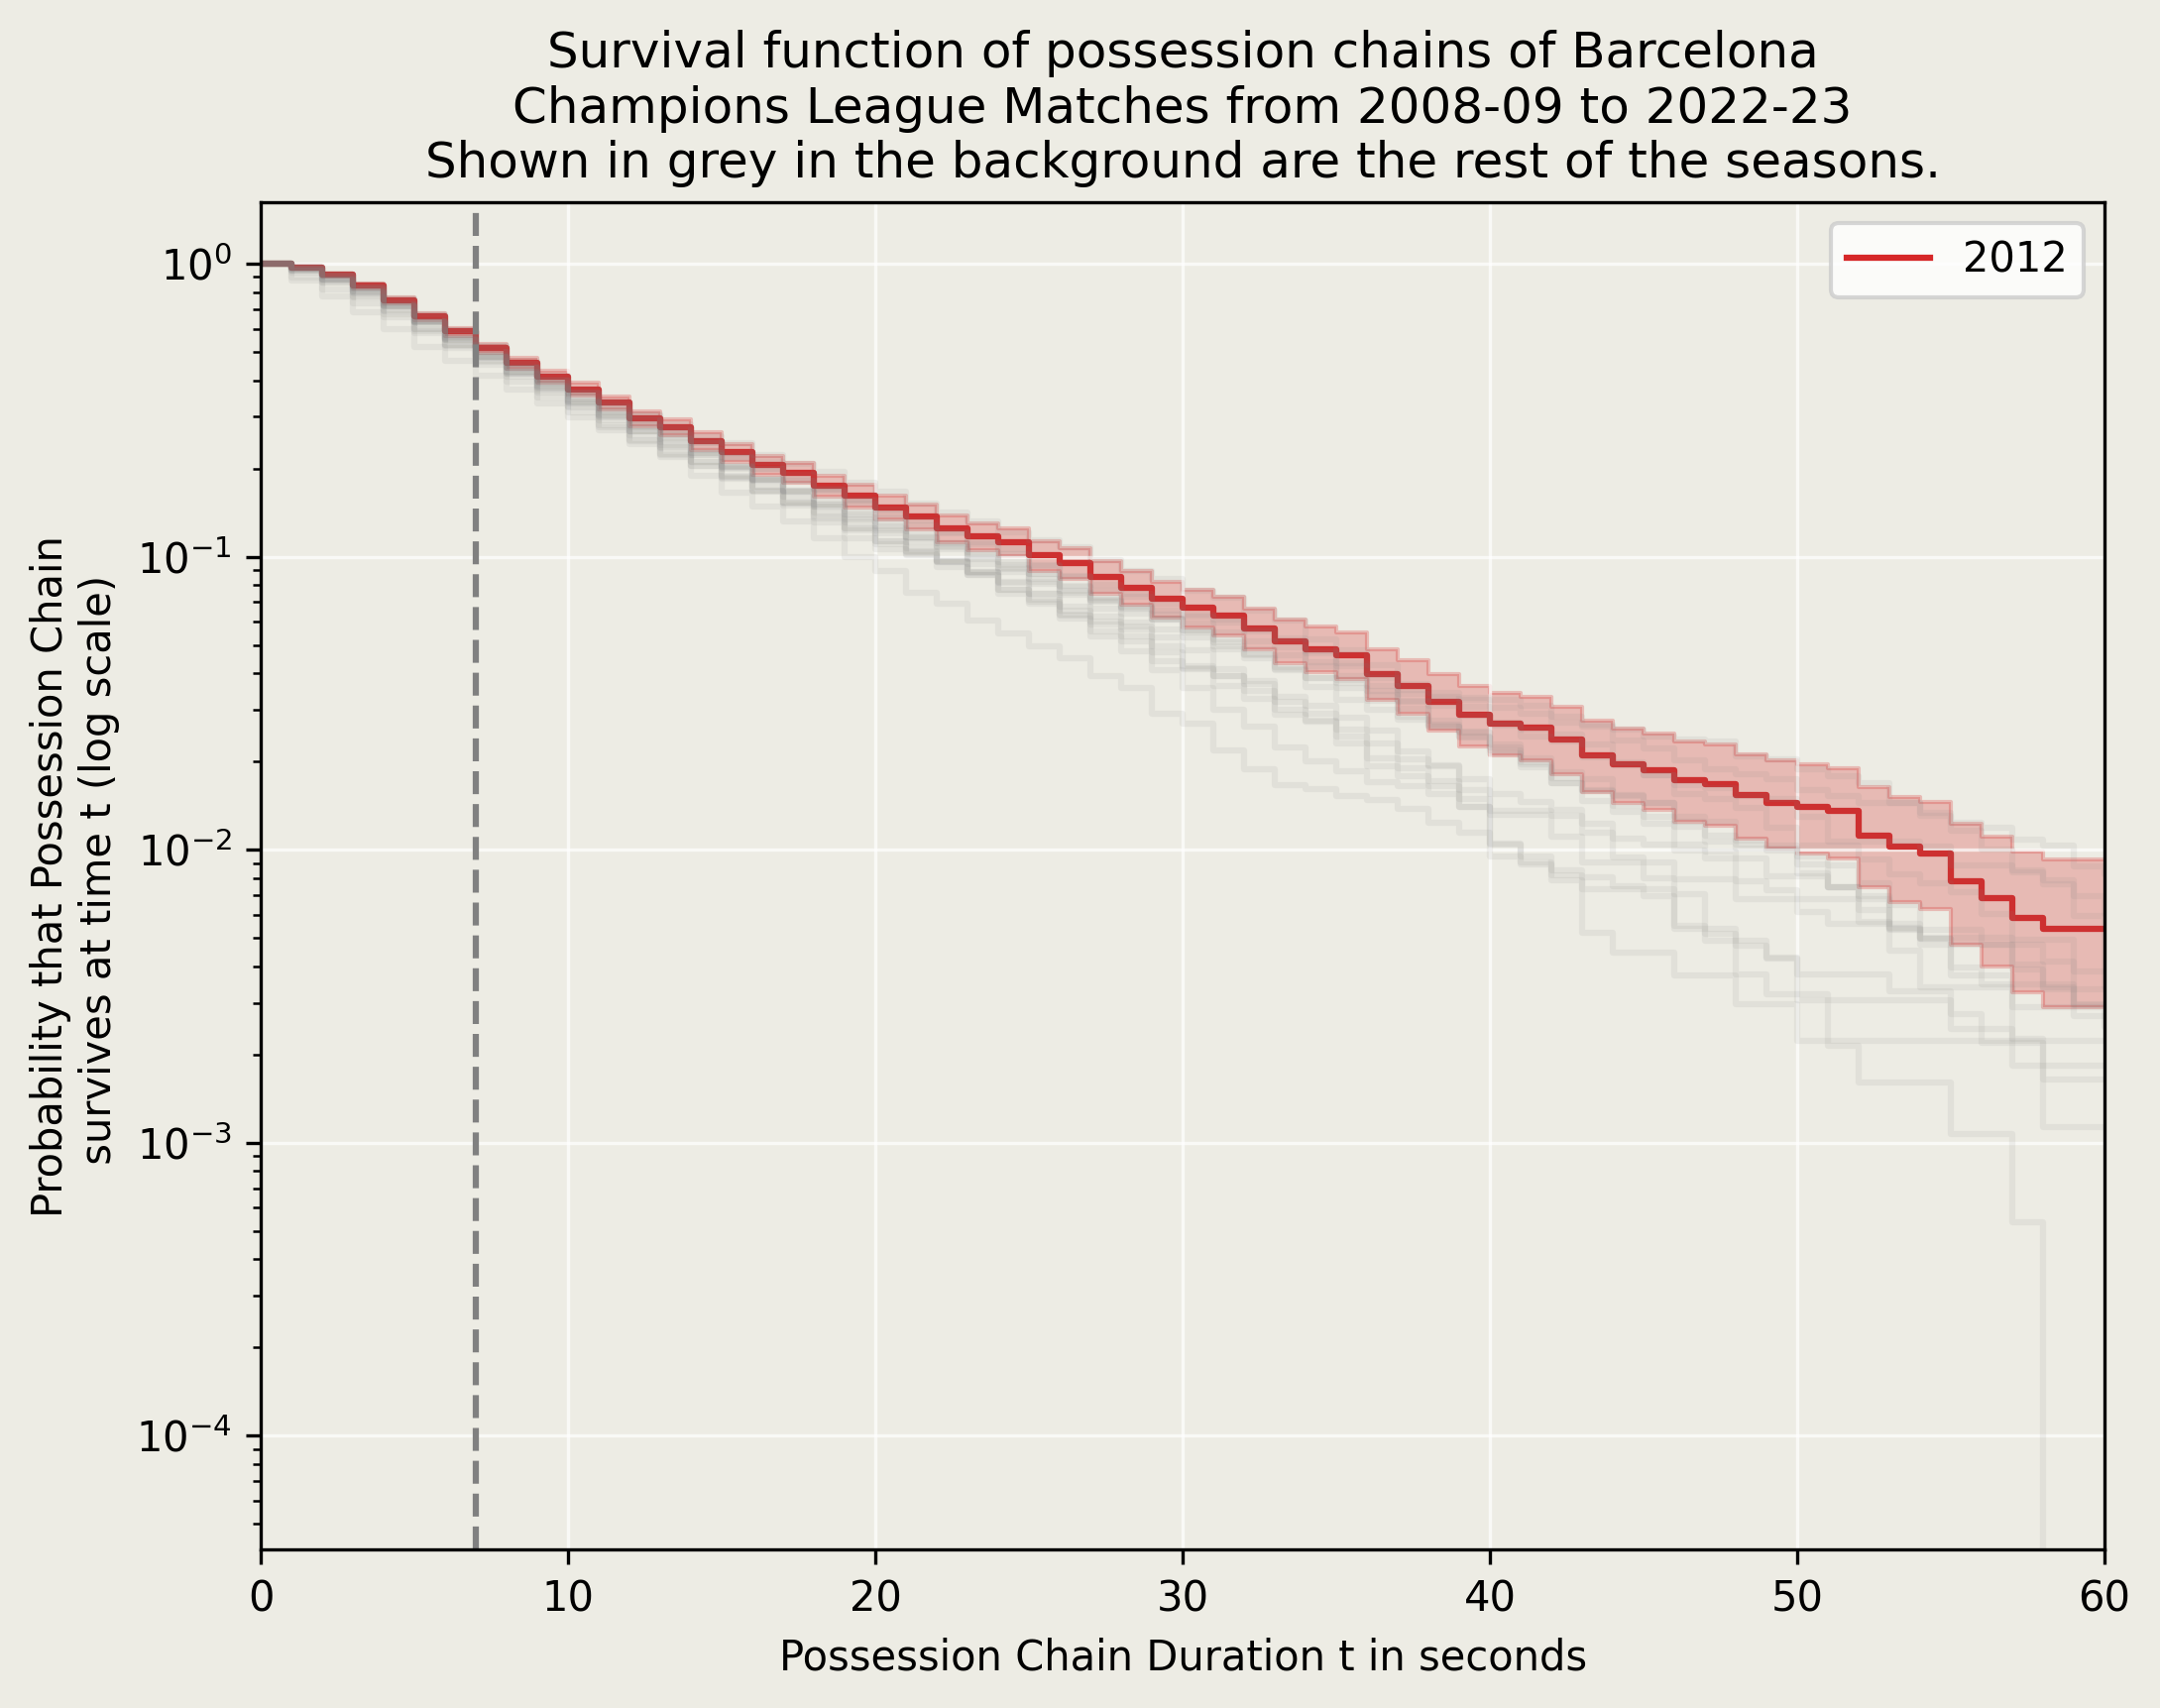 Survival function of possession chains of Barcelona
Champions League Matches from 2008-09 to 2022-23
Shown in grey in the background are the rest of the seasons.
2012
Probability that Possession Chain
survives at time t (log scale)
10⁰
10⁻¹
10⁻²
10⁻³
10⁻⁴
0 10 20 30 40 50 60
Possession Chain Duration t in seconds